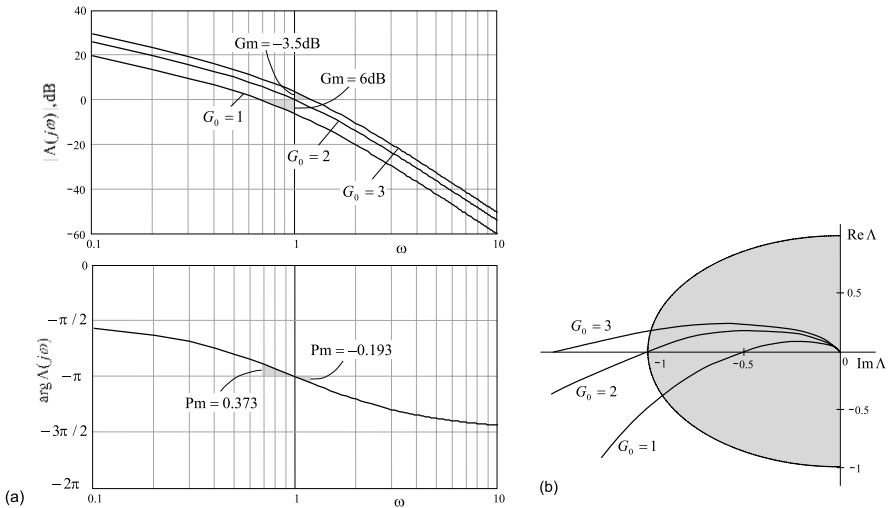 40
20
0
−20
−40
−60
|Λ(jω)|, dB
Gm = −3.5dB
Gm = 6dB
G₀ = 1
G₀ = 2
G₀ = 3
0.1
1
ω
10
0
−π / 2
−π
−3π / 2
−2π
arg Λ(jω)
Pm = −0.193
Pm = 0.373
0.1
1
ω
10
(a)
Re Λ
0.5
G₀ = 3
−1
−0.5
0
Im Λ
G₀ = 2
−0.5
G₀ = 1
−1
(b)